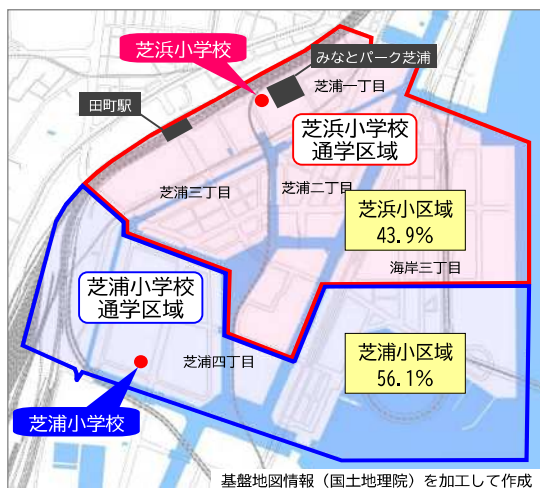 芝浜小学校
みなとパーク芝浦
芝浦一丁目
田町駅
芝浜小学校
通学区域
芝浦三丁目
芝浦二丁目
芝浜小区域
43.9%
海岸三丁目
芝浦小学校
通学区域
芝浦小区域
56.1%
芝浦四丁目
芝浦小学校
基盤地図情報（国土地理院）を加工して作成